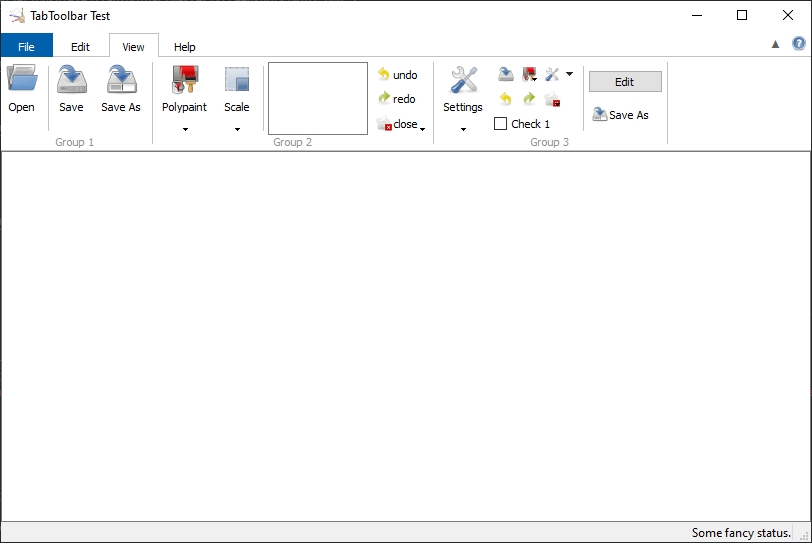 TabToolbar Test
File Edit View Help
Open Save Save As Polypaint Scale undo redo close Settings Check 1 Edit Save As
Group 1 Group 2 Group 3
Some fancy status.